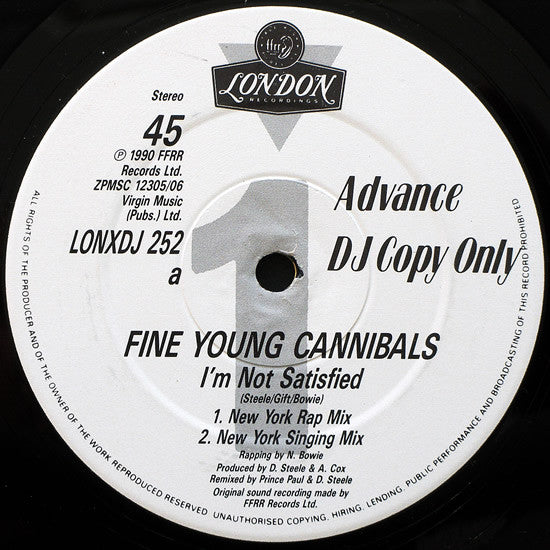 ffrr
LONDON
RECORDINGS
Stereo
45
℗ 1990 FFRR
Records Ltd.
ZPMSC 12305/06
Virgin Music
(Pubs.) Ltd.
LONXDJ 252
a
1
Advance
DJ Copy Only
FINE YOUNG CANNIBALS
I'm Not Satisfied
(Steele/Gift/Bowie)
1. New York Rap Mix
2. New York Singing Mix
Rapping by N. Bowie
Produced by D. Steele & A. Cox
Remixed by Prince Paul & D. Steele
Original sound recording made by
FFRR Records Ltd.
ALL RIGHTS OF THE PRODUCER AND OF THE OWNER OF THE WORK REPRODUCED RESERVED UNAUTHORISED COPYING, HIRING, LENDING, PUBLIC PERFORMANCE AND BROADCASTING OF THIS RECORD PROHIBITED